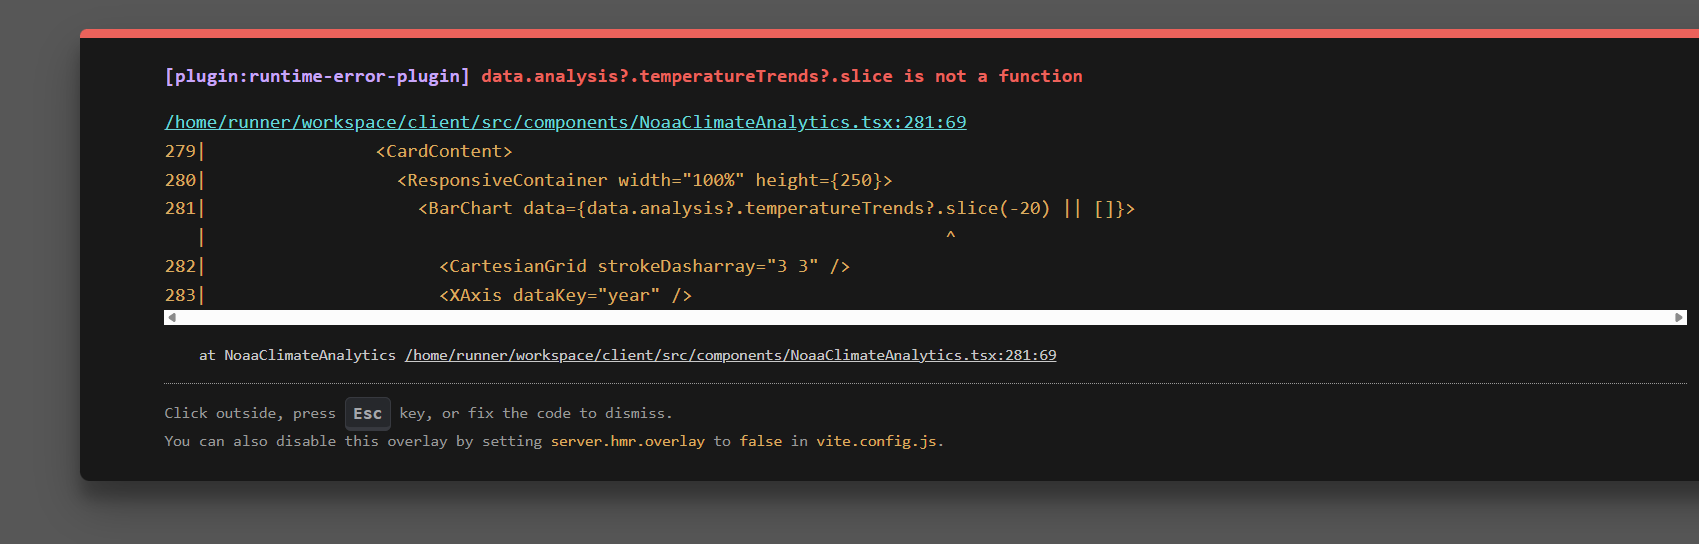 [plugin:runtime-error-plugin] data.analysis?.temperatureTrends?.slice is not a function
/home/runner/workspace/client/src/components/NoaaClimateAnalytics.tsx:281:69
279|                <CardContent>
280|                  <ResponsiveContainer width="100%" height={250}>
281|                    <BarChart data={data.analysis?.temperatureTrends?.slice(-20) || []}>
   |                                                                      ^
282|                      <CartesianGrid strokeDasharray="3 3" />
283|                      <XAxis dataKey="year" />
at NoaaClimateAnalytics /home/runner/workspace/client/src/components/NoaaClimateAnalytics.tsx:281:69
Click outside, press Esc key, or fix the code to dismiss.
You can also disable this overlay by setting server.hmr.overlay to false in vite.config.js.